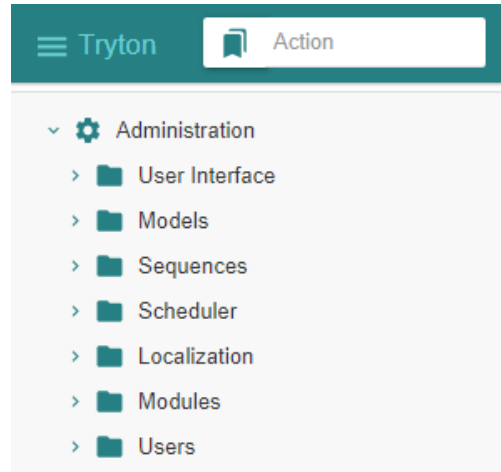 Tryton Action
Administration
User Interface
Models
Sequences
Scheduler
Localization
Modules
Users